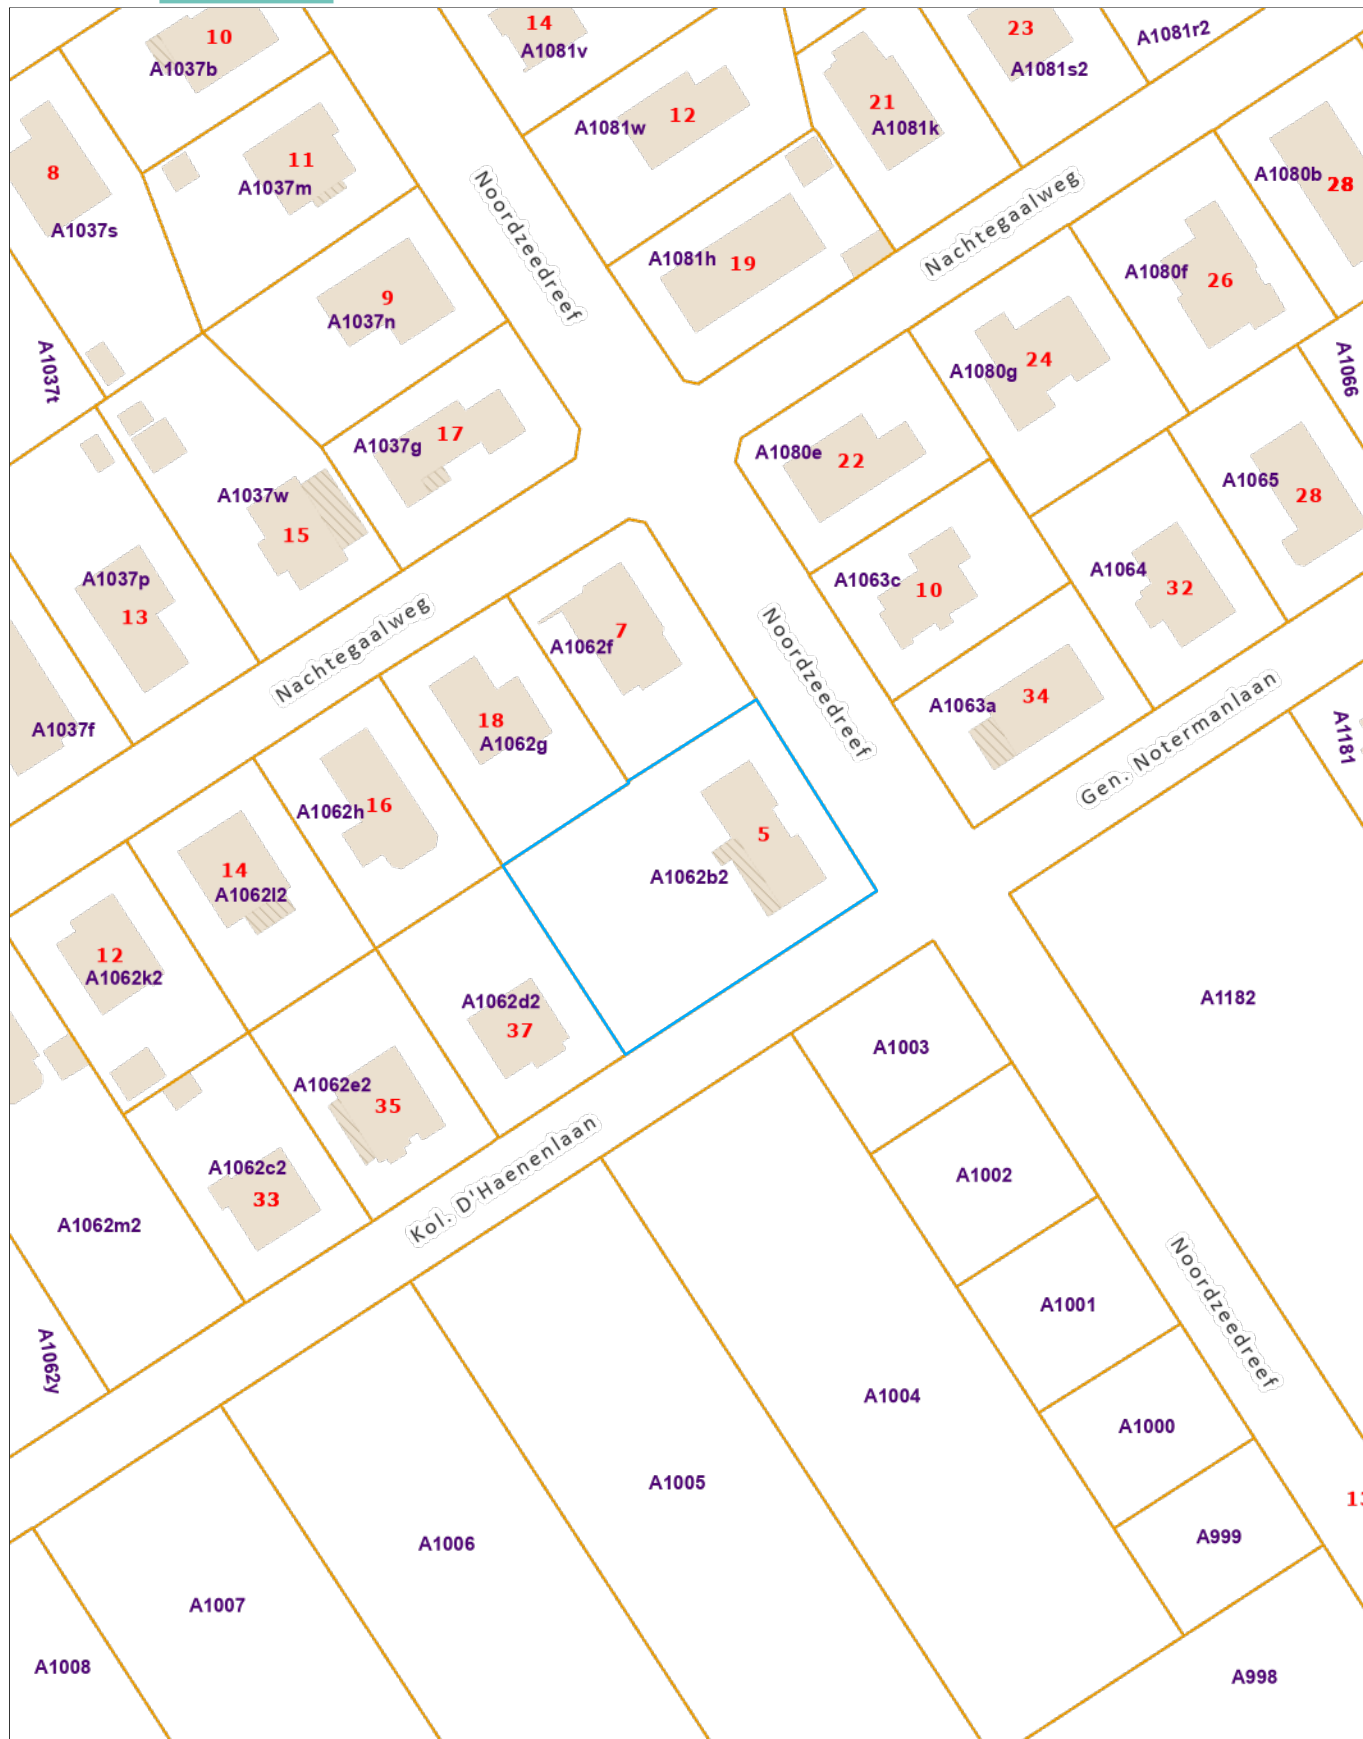 14
23
A1081r2
10
A1081v
A1037b
A1081s2
21
12
A1081w
A1081k
11
8
A1080b
28
A1037m
Nachtegaalweg
A1037s
Noordzeedreef
A1081h
19
A1080f
26
9
A1037n
A1037t
24
A1080g
A1066
17
A1037g
A1080e
22
A1065
28
A1037w
15
A1064
A1037p
A1063c
10
32
13
Nachtegaalweg
7
A1062f
Noordzeedreef
34
A1063a
18
A1062g
A1037f
Gen. Notermanlaan
A1181
16
A1062h
5
14
A1062b2
A1062l2
12
A1062k2
A1182
A1062d2
37
A1003
A1062e2
35
A1062c2
33
Kol. D'Haenenlaan
A1002
A1062m2
A1001
Noordzeedreef
A1062y
A1004
A1000
A1005
A1006
A999
A1007
A1008
A998